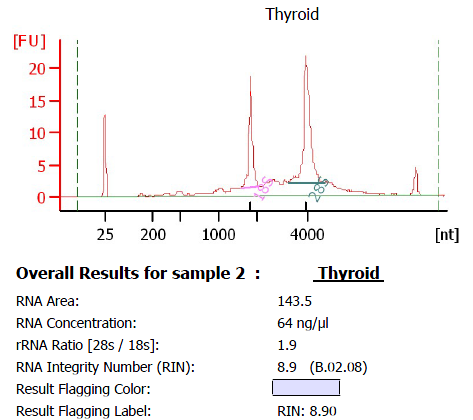 Thyroid
[FU]
20
15
10
5
0
18S
28S
25 200 1000 4000 [nt]
Overall Results for sample 2 : Thyroid
RNA Area: 143.5
RNA Concentration: 64 ng/µl
rRNA Ratio [28s / 18s]: 1.9
RNA Integrity Number (RIN): 8.9 (B.02.08)
Result Flagging Color:
Result Flagging Label: RIN: 8.90